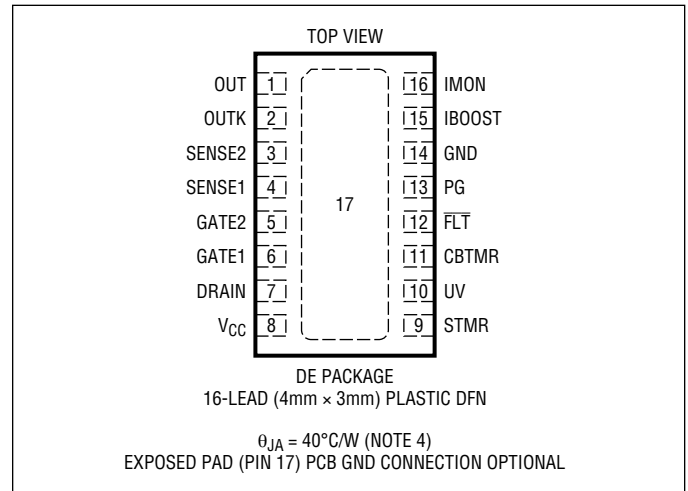 TOP VIEW
OUT 1
OUTK 2
SENSE2 3
SENSE1 4
GATE2 5
GATE1 6
DRAIN 7
VCC 8
17
16 IMON
15 IBOOST
14 GND
13 PG
12 F̅L̅T̅
11 CBTMR
10 UV
9 STMR
DE PACKAGE
16-LEAD (4mm × 3mm) PLASTIC DFN
θJA = 40°C/W (NOTE 4)
EXPOSED PAD (PIN 17) PCB GND CONNECTION OPTIONAL